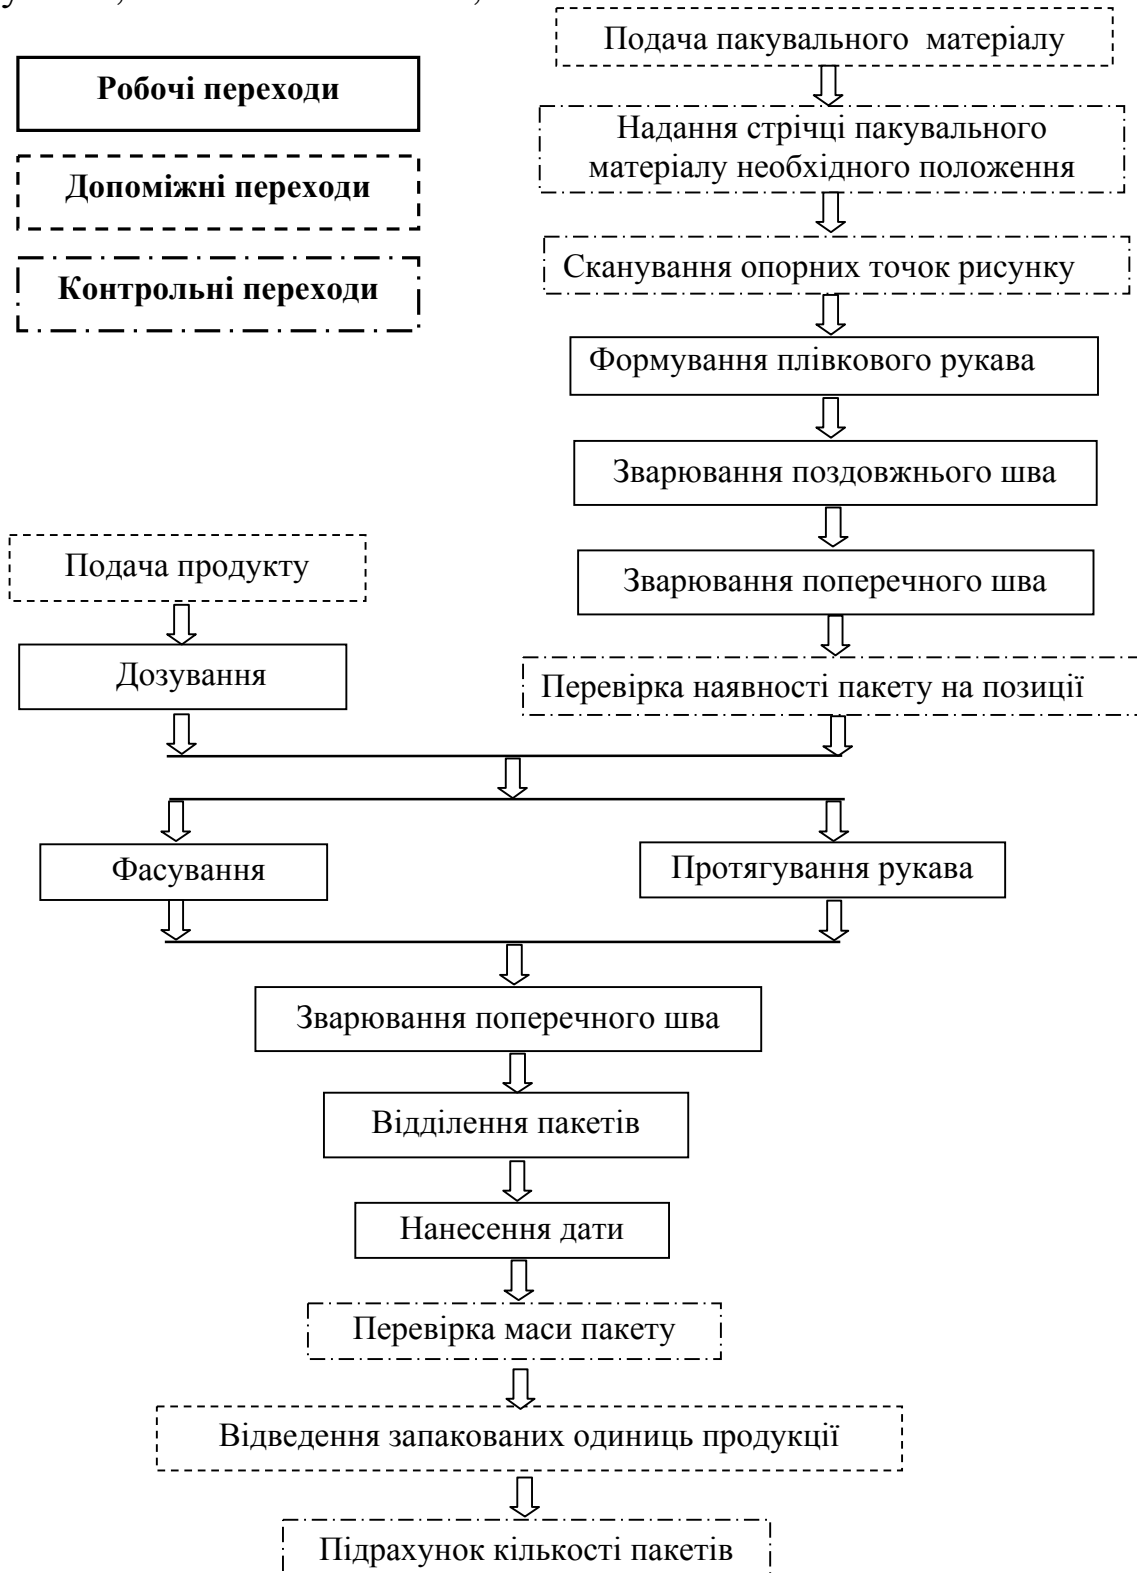 Подача пакувального матеріалу
Робочі переходи
Надання стрічці пакувального
матеріалу необхідного положення
Допоміжні переходи
Сканування опорних точок рисунку
Контрольні переходи
Формування плівкового рукава
Зварювання поздовжнього шва
Зварювання поперечного шва
Подача продукту
Дозування
Перевірка наявності пакету на позиції
Фасування
Протягування рукава
Зварювання поперечного шва
Відділення пакетів
Нанесення дати
Перевірка маси пакету
Відведення запакованих одиниць продукції
Підрахунок кількості пакетів